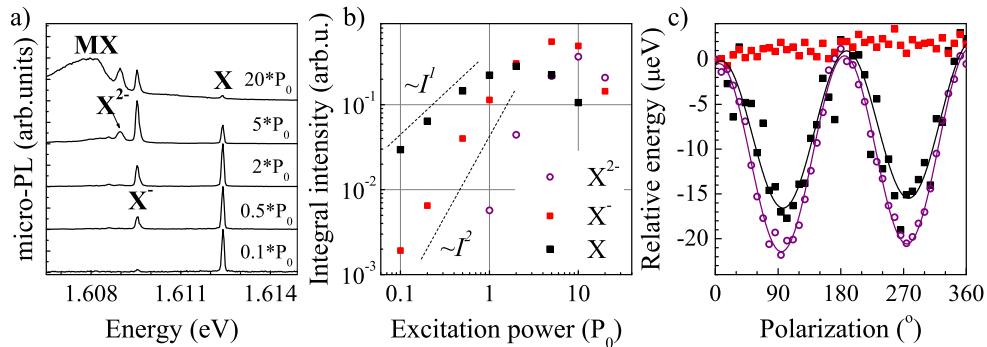 a)
micro-PL (arb.units)
MX
X²⁻
X
X⁻
20*P₀
5*P₀
2*P₀
0.5*P₀
0.1*P₀
1.608 1.611 1.614
Energy (eV)
b)
Integral intensity (arb.u.)
10⁻¹
10⁻²
10⁻³
~I¹
~I²
X²⁻
X⁻
X
0.1 1 10
Excitation power (P₀)
c)
Relative energy (μeV)
0
-5
-10
-15
-20
0 90 180 270 360
Polarization (°)